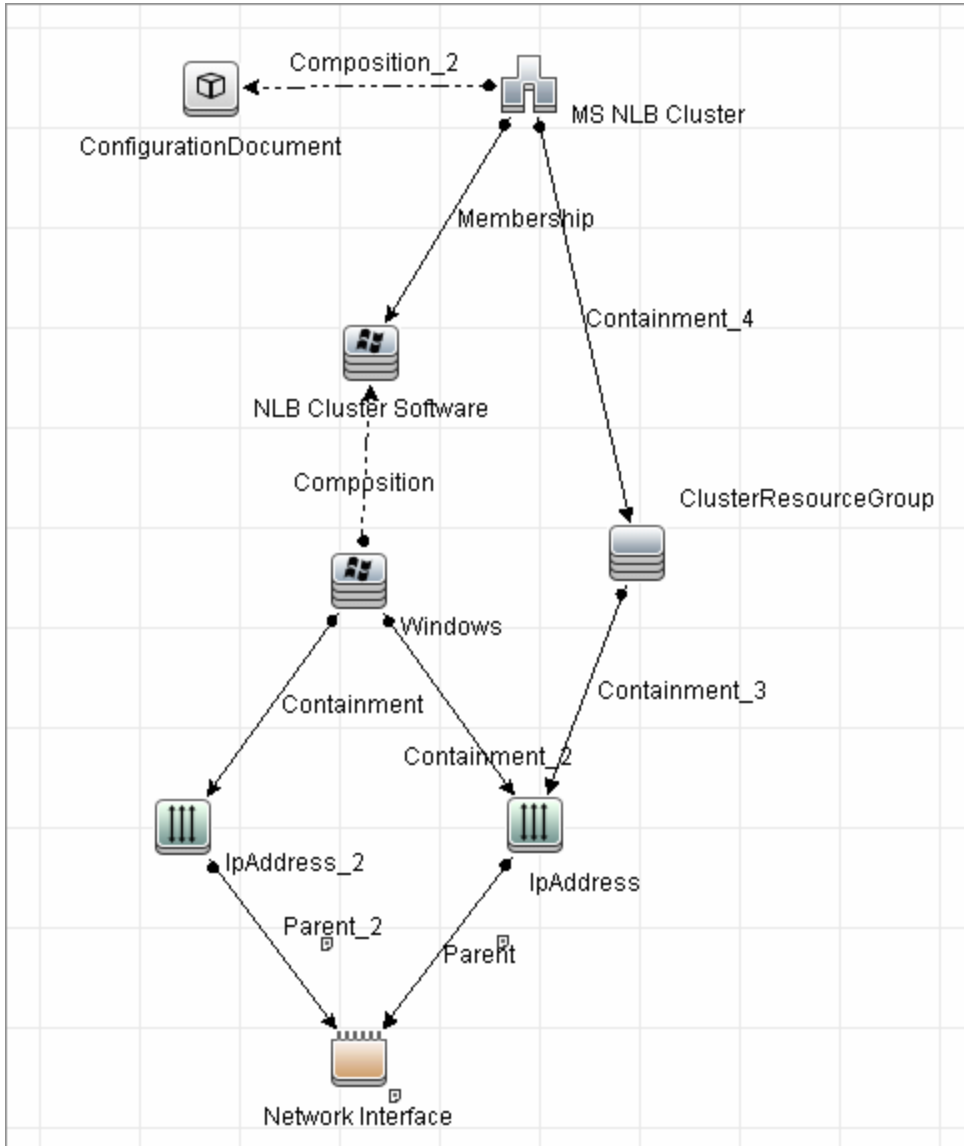 Composition_2
MS NLB Cluster
ConfigurationDocument
Membership
Containment_4
NLB Cluster Software
Composition
ClusterResourceGroup
Windows
Containment
Containment_3
Containment_2
IpAddress_2
IpAddress
Parent_2
Parent
Network Interface